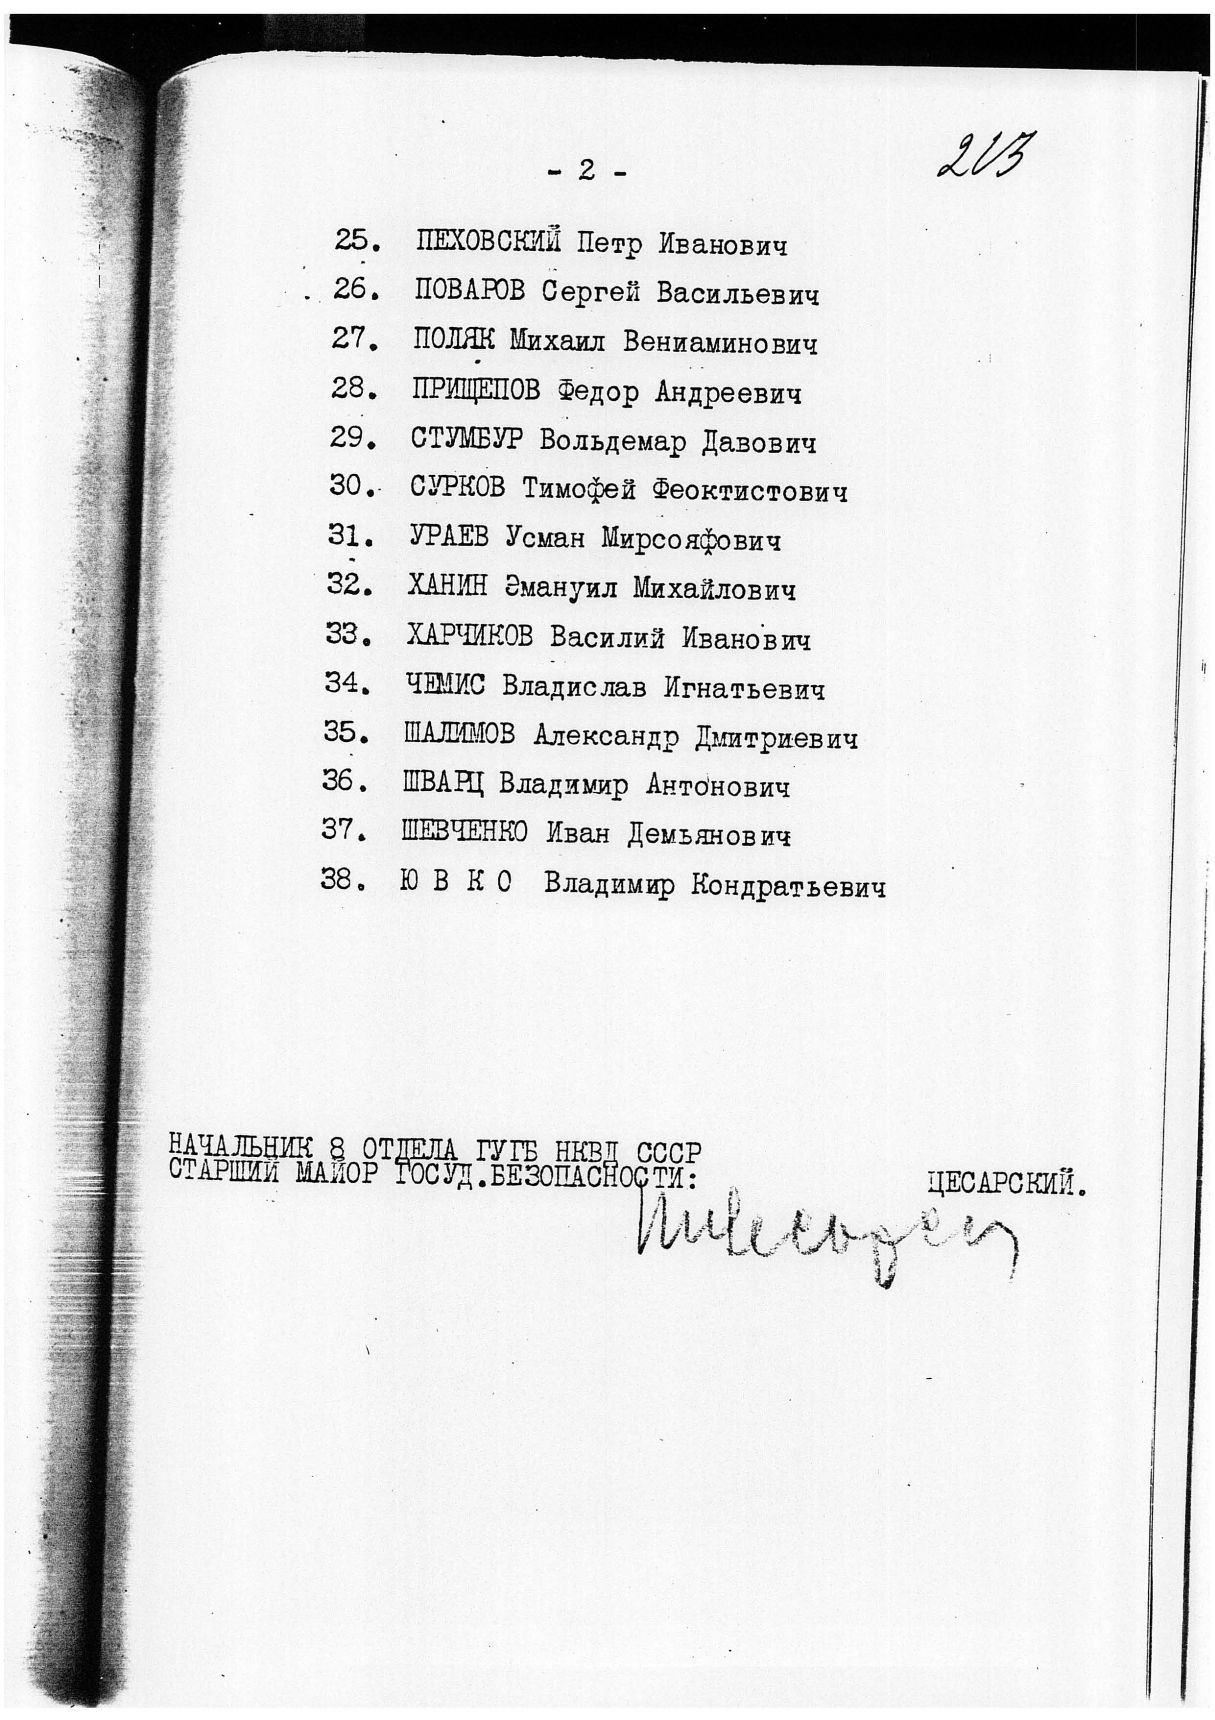 213
- 2 -
25. ПЕХОВСКИЙ Петр Иванович
26. ПОВАРОВ Сергей Васильевич
27. ПОЛЯК Михаил Вениаминович
28. ПРИЩЕПОВ Федор Андреевич
29. СТУМБУР Вольдемар Давович
30. СУРКОВ Тимофей Феоктистович
31. УРАЕВ Усман Мирсояфович
32. ХАНИН Эмануил Михайлович
33. ХАРЧИКОВ Василий Иванович
34. ЧЕМИС Владислав Игнатьевич
35. ШАЛИМОВ Александр Дмитриевич
36. ШВАРЦ Владимир Антонович
37. ШЕВЧЕНКО Иван Демьянович
38. Ю В К О Владимир Кондратьевич
НАЧАЛЬНИК 8 ОТДЕЛА ГУГБ НКВД СССР
СТАРШИЙ МАЙОР ГОСУД.БЕЗОПАСНОСТИ: ЦЕСАРСКИЙ.